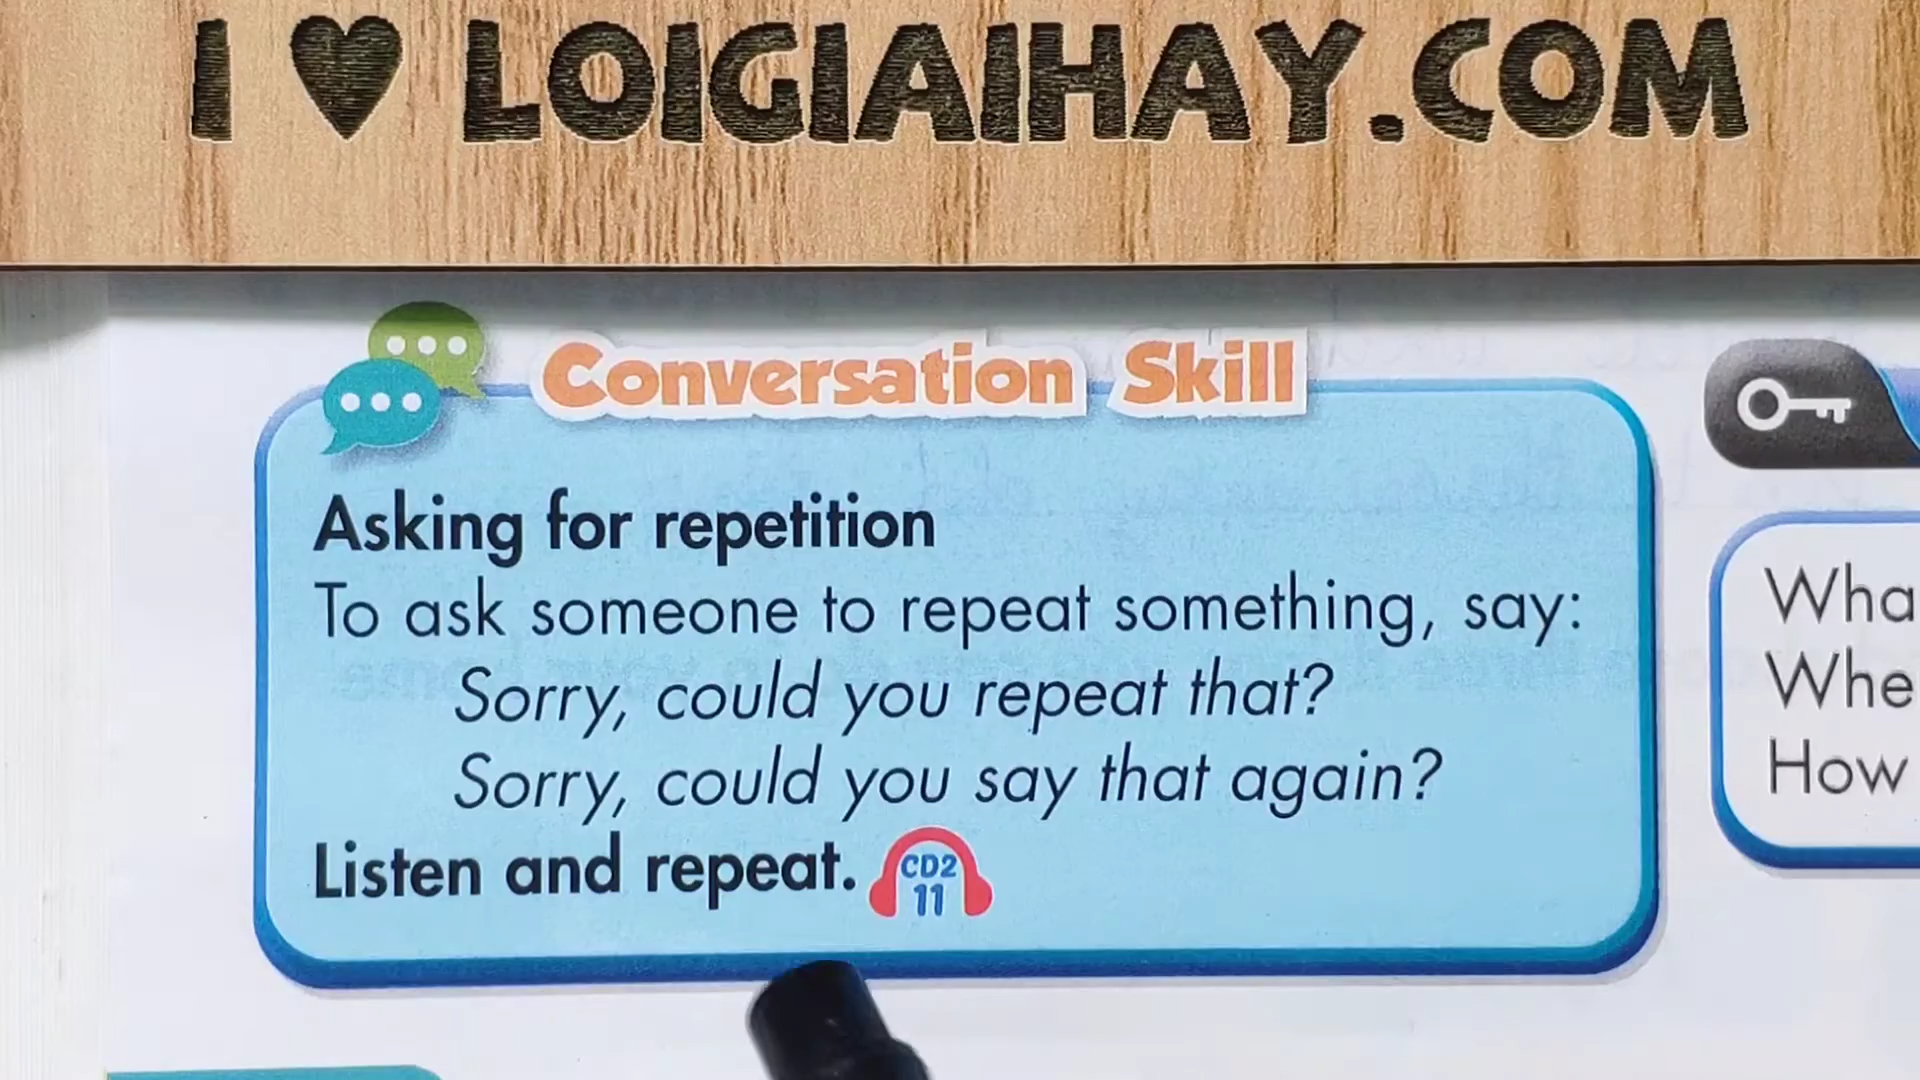 I ♥ LOIGIAIHAY.COM
Conversation Skill
Asking for repetition
To ask someone to repeat something, say:
Sorry, could you repeat that?
Sorry, could you say that again?
Listen and repeat. CD2 11
How